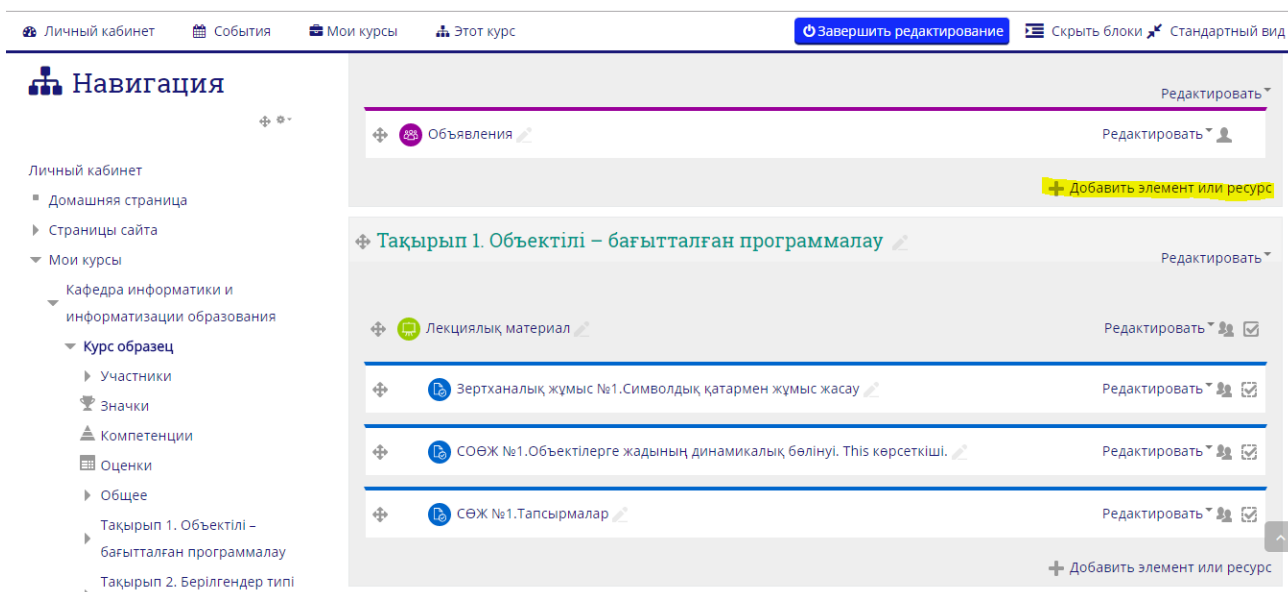 Личный кабинет События Мои курсы Этот курс Завершить редактирование Скрыть блоки Стандартный вид
Навигация
Личный кабинет
Домашняя страница
Страницы сайта
Мои курсы
Кафедра информатики и
информатизации образования
Курс образец
Участники
Значки
Компетенции
Оценки
Общее
Тақырып 1. Объектілі –
бағытталған программалау
Тақырып 2. Берілгендер типі
Редактировать
Объявления Редактировать
Добавить элемент или ресурс
Тақырып 1. Объектілі – бағытталған программалау
Редактировать
Лекциялық материал Редактировать
Зертханалық жұмыс №1.Символдық қатармен жұмыс жасау Редактировать
СОӨЖ №1.Объектілерге жадының динамикалық бөлінуі. This көрсеткіші. Редактировать
СӨЖ №1.Тапсырмалар Редактировать
Добавить элемент или ресурс